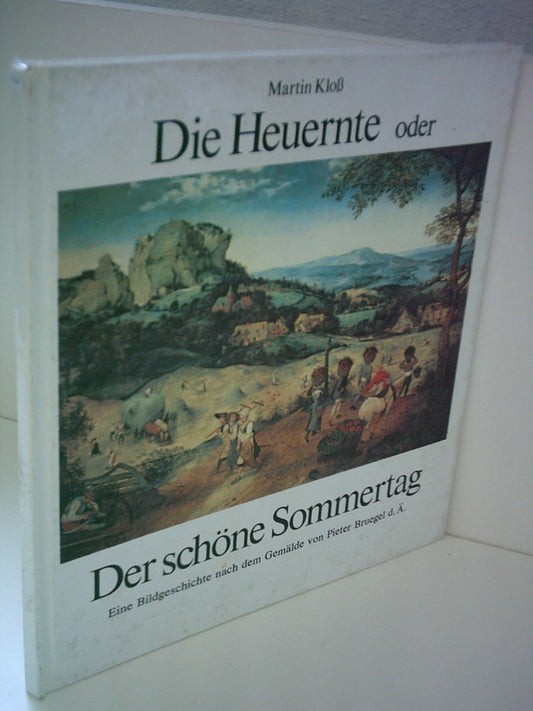 Martin Kloß
Die Heuernte oder
Der schöne Sommertag
Eine Bildgeschichte nach dem Gemälde von Pieter Bruegel d. Ä.